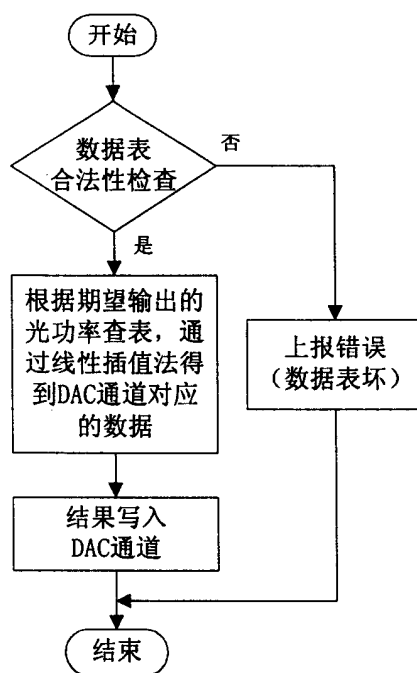 开始
数据表
合法性检查
否
是
根据期望输出的
光功率查表，通
过线性插值法得
到DAC通道对应
的数据
上报错误
（数据表坏）
结果写入
DAC通道
结束